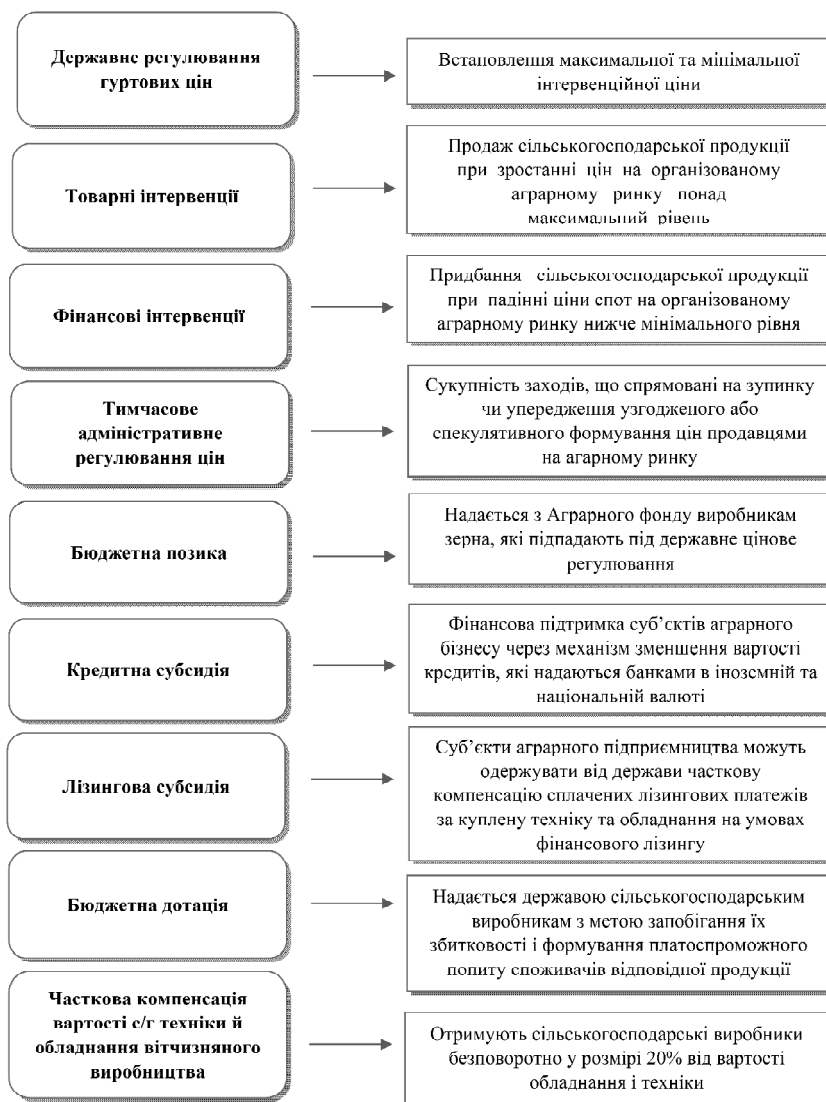 Державне регулювання
гуртових цін
Встановлення максимальної та мінімальної
інтервенційної ціни
Товарні інтервенції
Продаж сільськогосподарської продукції
при зростанні цін на організованому
аграрному ринку понад
максимальний рівень
Фінансові інтервенції
Придбання сільськогосподарської продукції
при падінні ціни спот на організованому
аграрному ринку нижче мінімального рівня
Тимчасове
адміністративне
регулювання цін
Сукупність заходів, що спрямовані на зупинку
чи упередження узгодженого або
спекулятивного формування цін продавцями
на агарному ринку
Бюджетна позика
Надається з Аграрного фонду виробникам
зерна, які підпадають під державне цінове
регулювання
Кредитна субсидія
Фінансова підтримка суб’єктів аграрного
бізнесу через механізм зменшення вартості
кредитів, які надаються банками в іноземній та
національній валюті
Лізингова субсидія
Суб’єкти аграрного підприємництва можуть
одержувати від держави часткову
компенсацію сплачених лізингових платежів
за куплену техніку та обладнання на умовах
фінансового лізингу
Бюджетна дотація
Надається державою сільськогосподарським
виробникам з метою запобігання їх
збитковості і формування платоспроможного
попиту споживачів відповідної продукції
Часткова компенсація
вартості с/г техніки й
обладнання вітчизняного
виробництва
Отримують сільськогосподарські виробники
безповоротно у розмірі 20% від вартості
обладнання і техніки